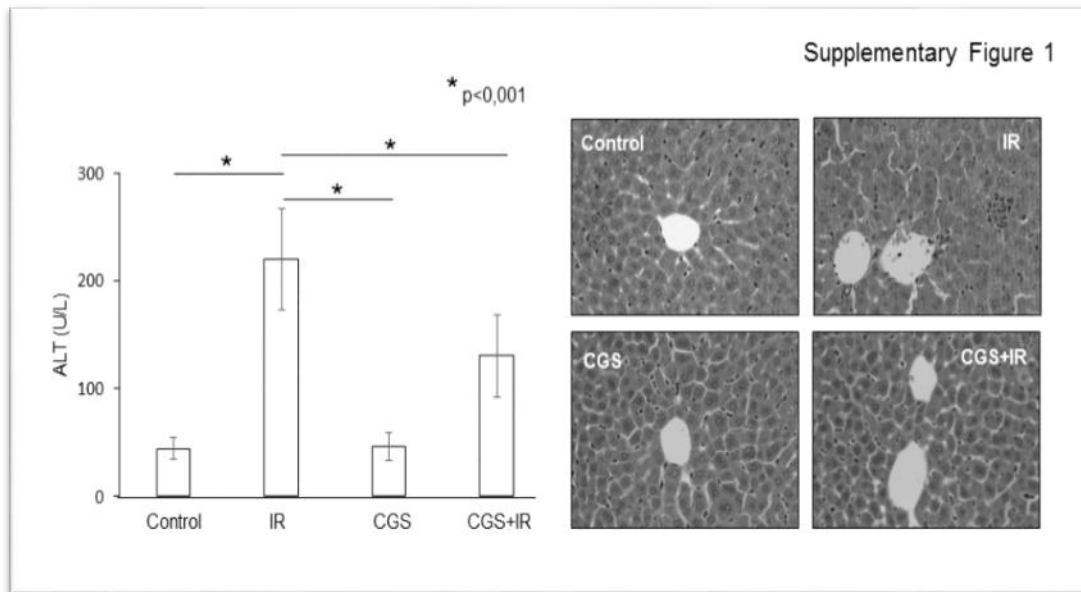 Supplementary Figure 1
* p<0,001
*
*
*
300
200
100
0
ALT (U/L)
Control
IR
CGS
CGS+IR
Control
IR
CGS
CGS+IR